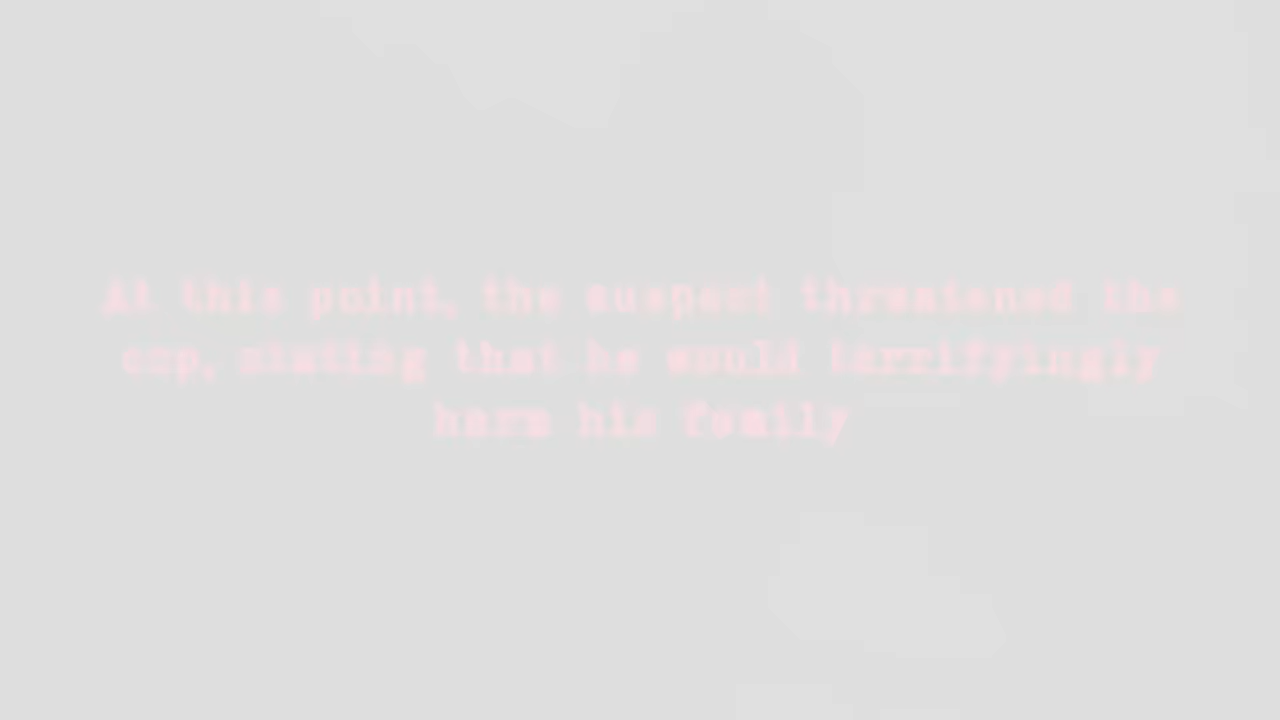 At this point, the suspect threatened the
cop, stating that he would terrifyingly
harm his family